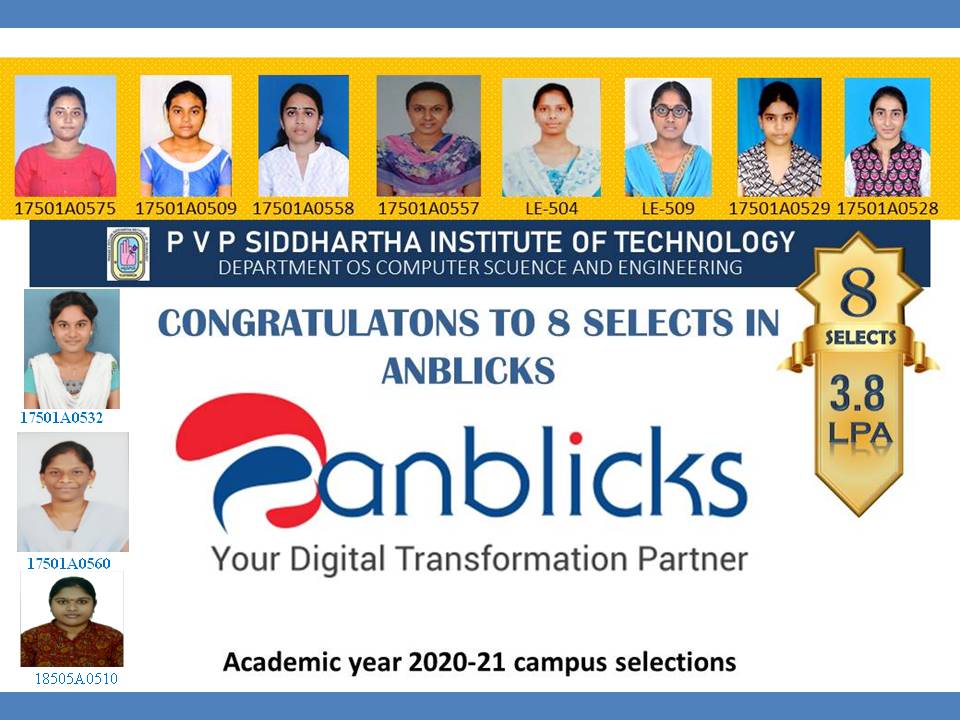 17501A0575 17501A0509 17501A0558 17501A0557 LE-504 LE-509 17501A0529 17501A0528
P V P SIDDHARTHA INSTITUTE OF TECHNOLOGY
DEPARTMENT OS COMPUTER SCUENCE AND ENGINEERING
8
SELECTS
3.8
LPA
CONGRATULATONS TO 8 SELECTS IN
ANBLICKS
anblicks
Your Digital Transformation Partner
17501A0532
17501A0560
18505A0510
Academic year 2020-21 campus selections